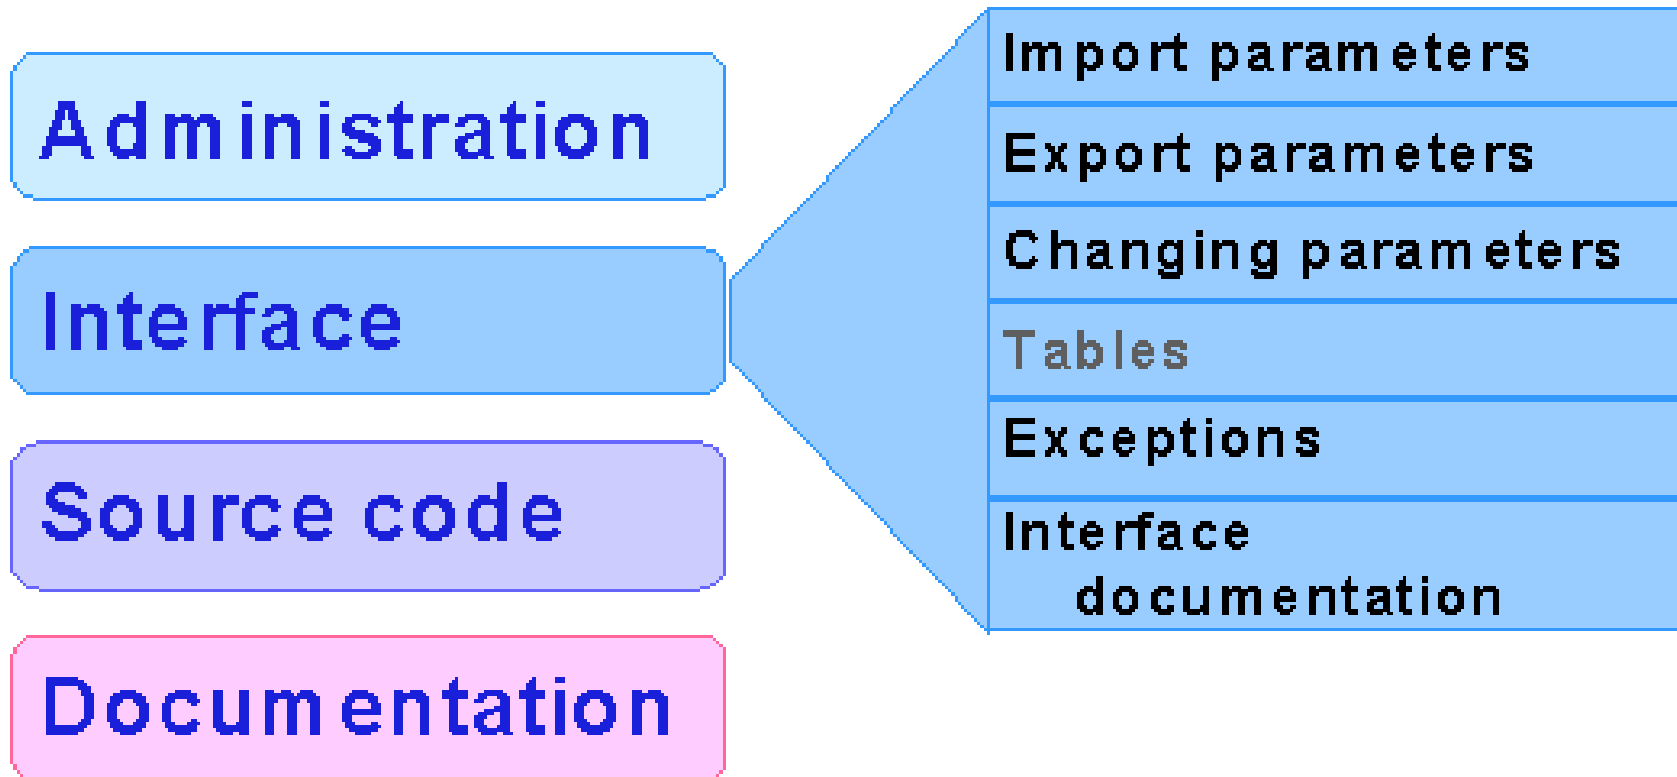 Administration
Interface
Source code
Documentation
Import parameters
Export parameters
Changing parameters
Tables
Exceptions
Interface
documentation